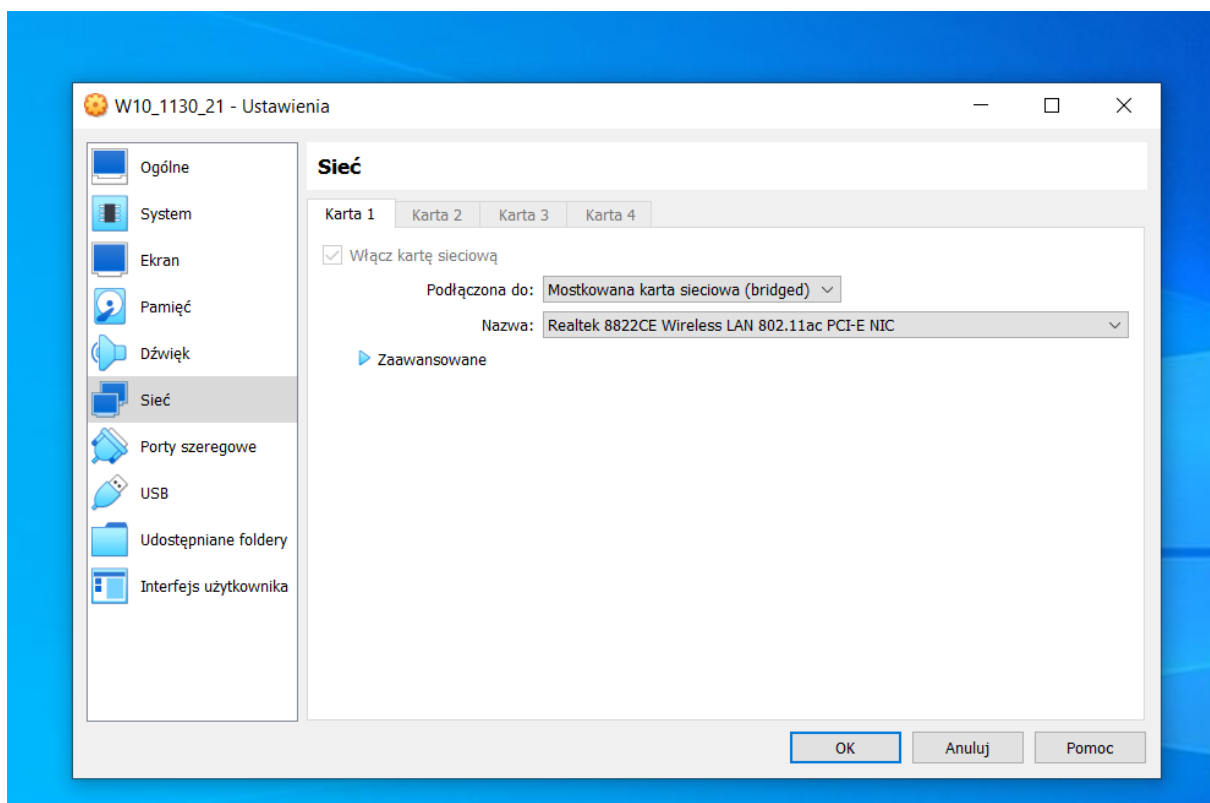 W10_1130_21 - Ustawienia
Ogólne
System
Ekran
Pamięć
Dźwięk
Sieć
Porty szeregowe
USB
Udostępniane foldery
Interfejs użytkownika
Sieć
Karta 1 Karta 2 Karta 3 Karta 4
Włącz kartę sieciową
Podłączona do: Mostkowana karta sieciowa (bridged)
Nazwa: Realtek 8822CE Wireless LAN 802.11ac PCI-E NIC
Zaawansowane
OK Anuluj Pomoc